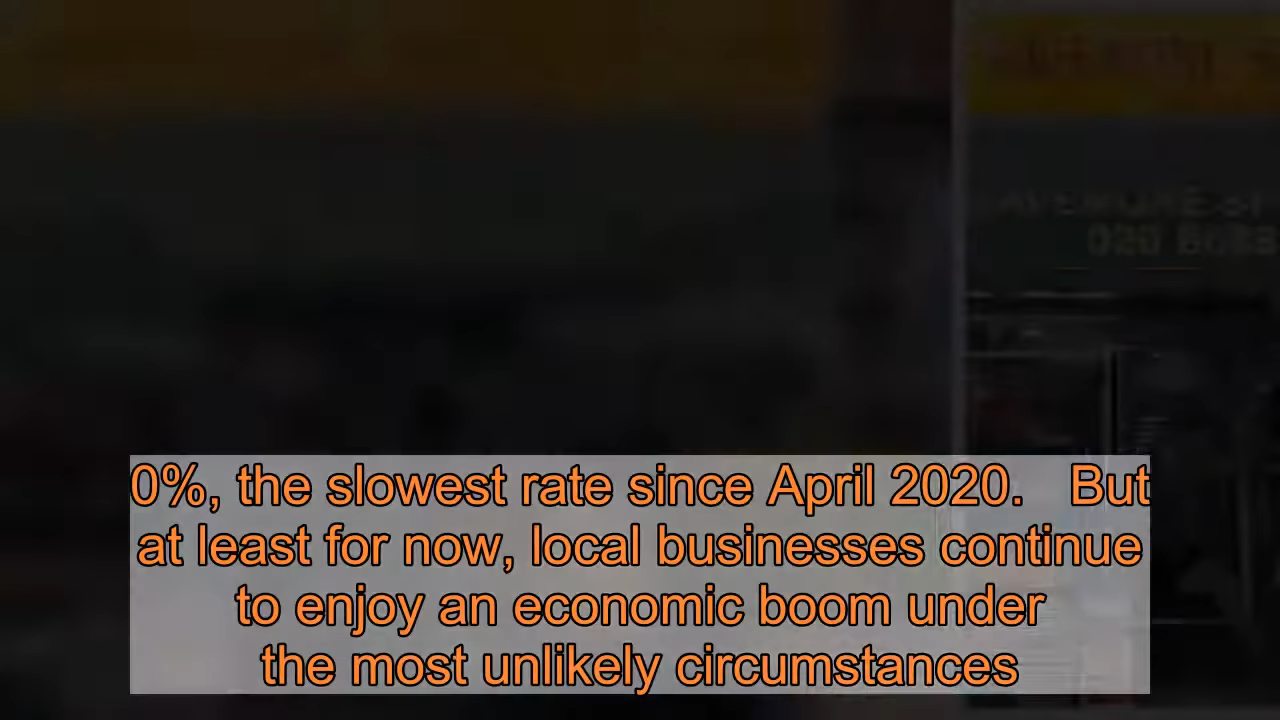 0%, the slowest rate since April 2020. But
at least for now, local businesses continue
to enjoy an economic boom under
the most unlikely circumstances